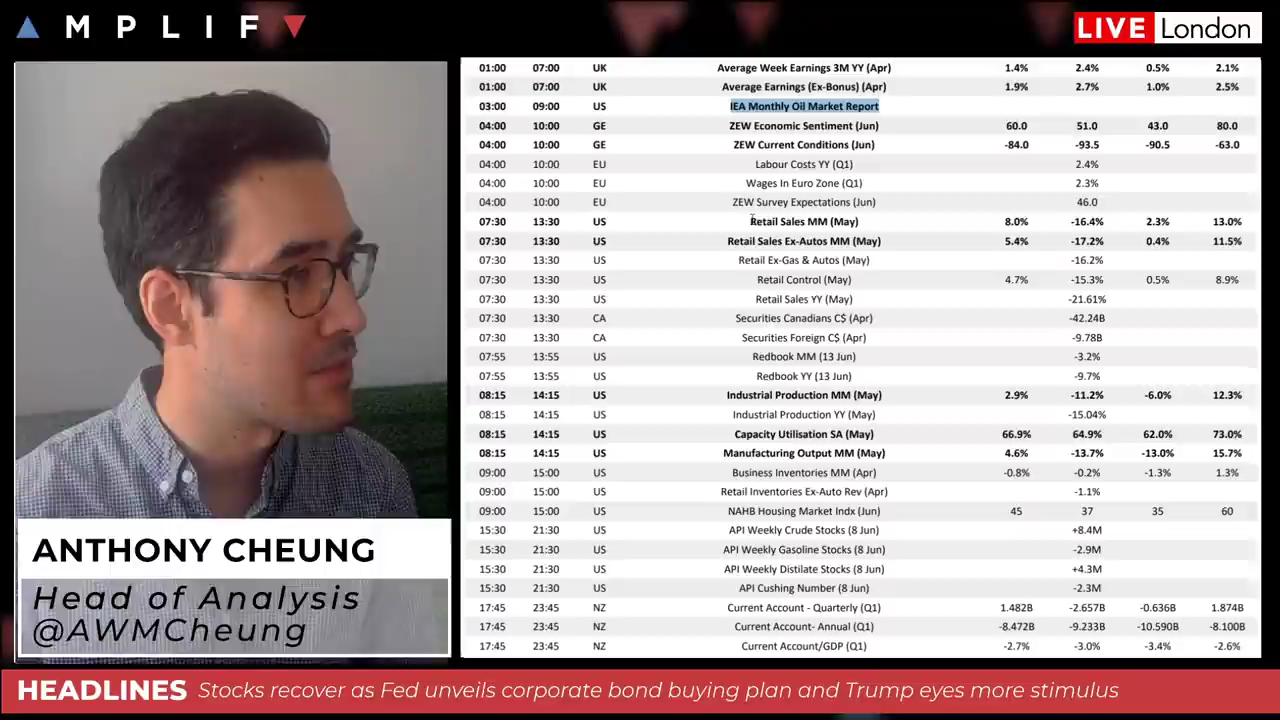 AMPLIFY
LIVE London
01:00 07:00 UK Average Week Earnings 3M YY (Apr) 1.4% 2.4% 0.5% 2.1%
01:00 07:00 UK Average Earnings (Ex-Bonus) (Apr) 1.9% 2.7% 1.0% 2.5%
03:00 09:00 US IEA Monthly Oil Market Report
04:00 10:00 GE ZEW Economic Sentiment (Jun) 60.0 51.0 43.0 80.0
04:00 10:00 GE ZEW Current Conditions (Jun) -84.0 -93.5 -90.5 -63.0
04:00 10:00 EU Labour Costs YY (Q1) 2.4%
04:00 10:00 EU Wages In Euro Zone (Q1) 2.3%
04:00 10:00 EU ZEW Survey Expectations (Jun) 46.0
07:30 13:30 US Retail Sales MM (May) 8.0% -16.4% 2.3% 13.0%
07:30 13:30 US Retail Sales Ex-Autos MM (May) 5.4% -17.2% 0.4% 11.5%
07:30 13:30 US Retail Ex-Gas & Autos (May) -16.2%
07:30 13:30 US Retail Control (May) 4.7% -15.3% 0.5% 8.9%
07:30 13:30 US Retail Sales YY (May) -21.61%
07:30 13:30 CA Securities Canadians C$ (Apr) -42.24B
07:30 13:30 CA Securities Foreign C$ (Apr) -9.78B
07:55 13:55 US Redbook MM (13 Jun) -3.2%
07:55 13:55 US Redbook YY (13 Jun) -9.7%
08:15 14:15 US Industrial Production MM (May) 2.9% -11.2% -6.0% 12.3%
08:15 14:15 US Industrial Production YY (May) -15.04%
08:15 14:15 US Capacity Utilisation SA (May) 66.9% 64.9% 62.0% 73.0%
08:15 14:15 US Manufacturing Output MM (May) 4.6% -13.7% -13.0% 15.7%
09:00 15:00 US Business Inventories MM (Apr) -0.8% -0.2% -1.3% 1.3%
09:00 15:00 US Retail Inventories Ex-Auto Rev (Apr) -1.1%
09:00 15:00 US NAHB Housing Market Indx (Jun) 45 37 35 60
15:30 21:30 US API Weekly Crude Stocks (8 Jun) +8.4M
15:30 21:30 US API Weekly Gasoline Stocks (8 Jun) -2.9M
15:30 21:30 US API Weekly Distilate Stocks (8 Jun) +4.3M
15:30 21:30 US API Cushing Number (8 Jun) -2.3M
17:45 23:45 NZ Current Account - Quarterly (Q1) 1.482B -2.657B -0.636B 1.874B
17:45 23:45 NZ Current Account- Annual (Q1) -8.472B -9.233B -10.590B -8.100B
17:45 23:45 NZ Current Account/GDP (Q1) -2.7% -3.0% -3.4% -2.6%
ANTHONY CHEUNG
Head of Analysis
@AWMCheung
HEADLINES Stocks recover as Fed unveils corporate bond buying plan and Trump eyes more stimulus